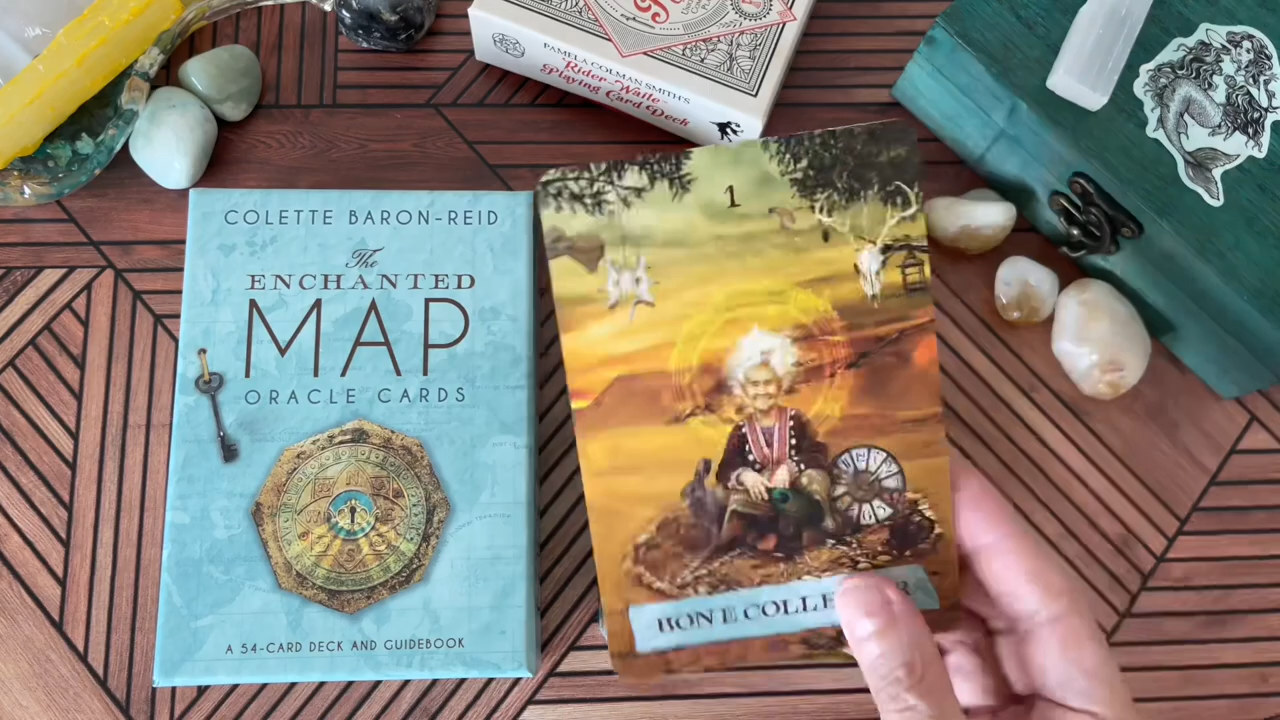 PAMELA COLMAN SMITH'S
"Rider-Waite"
Playing Card Deck
COLETTE BARON-REID
The
ENCHANTED
MAP
ORACLE CARDS
A 54-CARD DECK AND GUIDEBOOK
1
BONE COLLE R